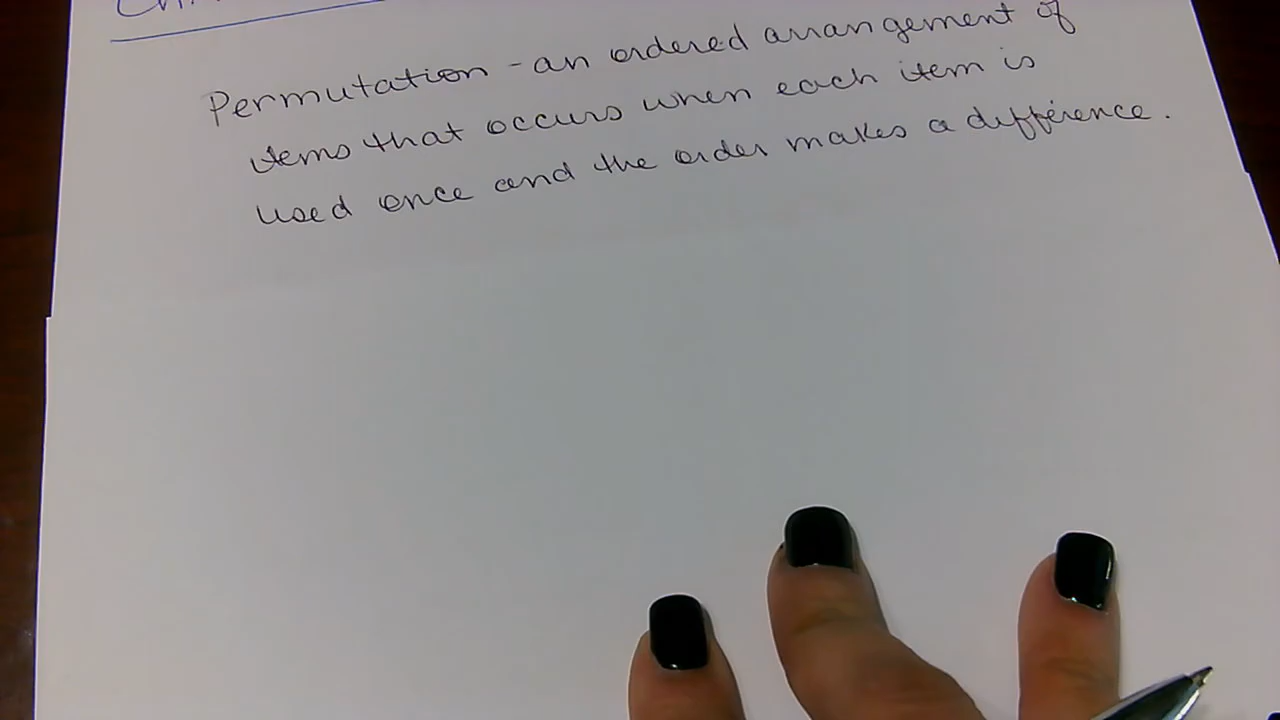 Permutation - an ordered arrangement of
items that occurs when each item is
used once and the order makes a difference.